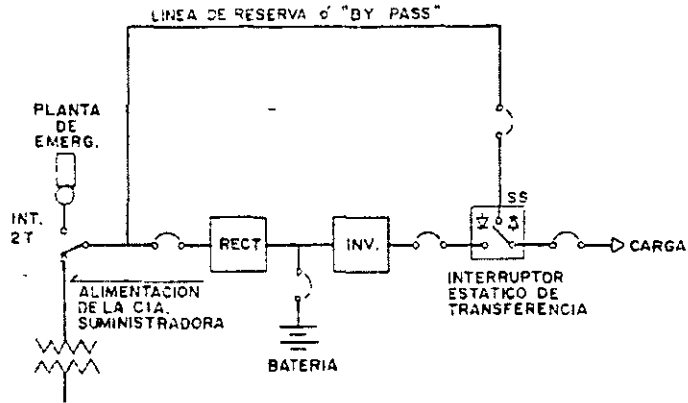 LINEA DE RESERVA ó "BY PASS"
PLANTA
DE
EMERG.
INT.
2T
RECT
INV.
SS
CARGA
ALIMENTACION
DE LA CIA.
SUMINISTRADORA
BATERIA
INTERRUPTOR
ESTATICO DE
TRANSFERENCIA